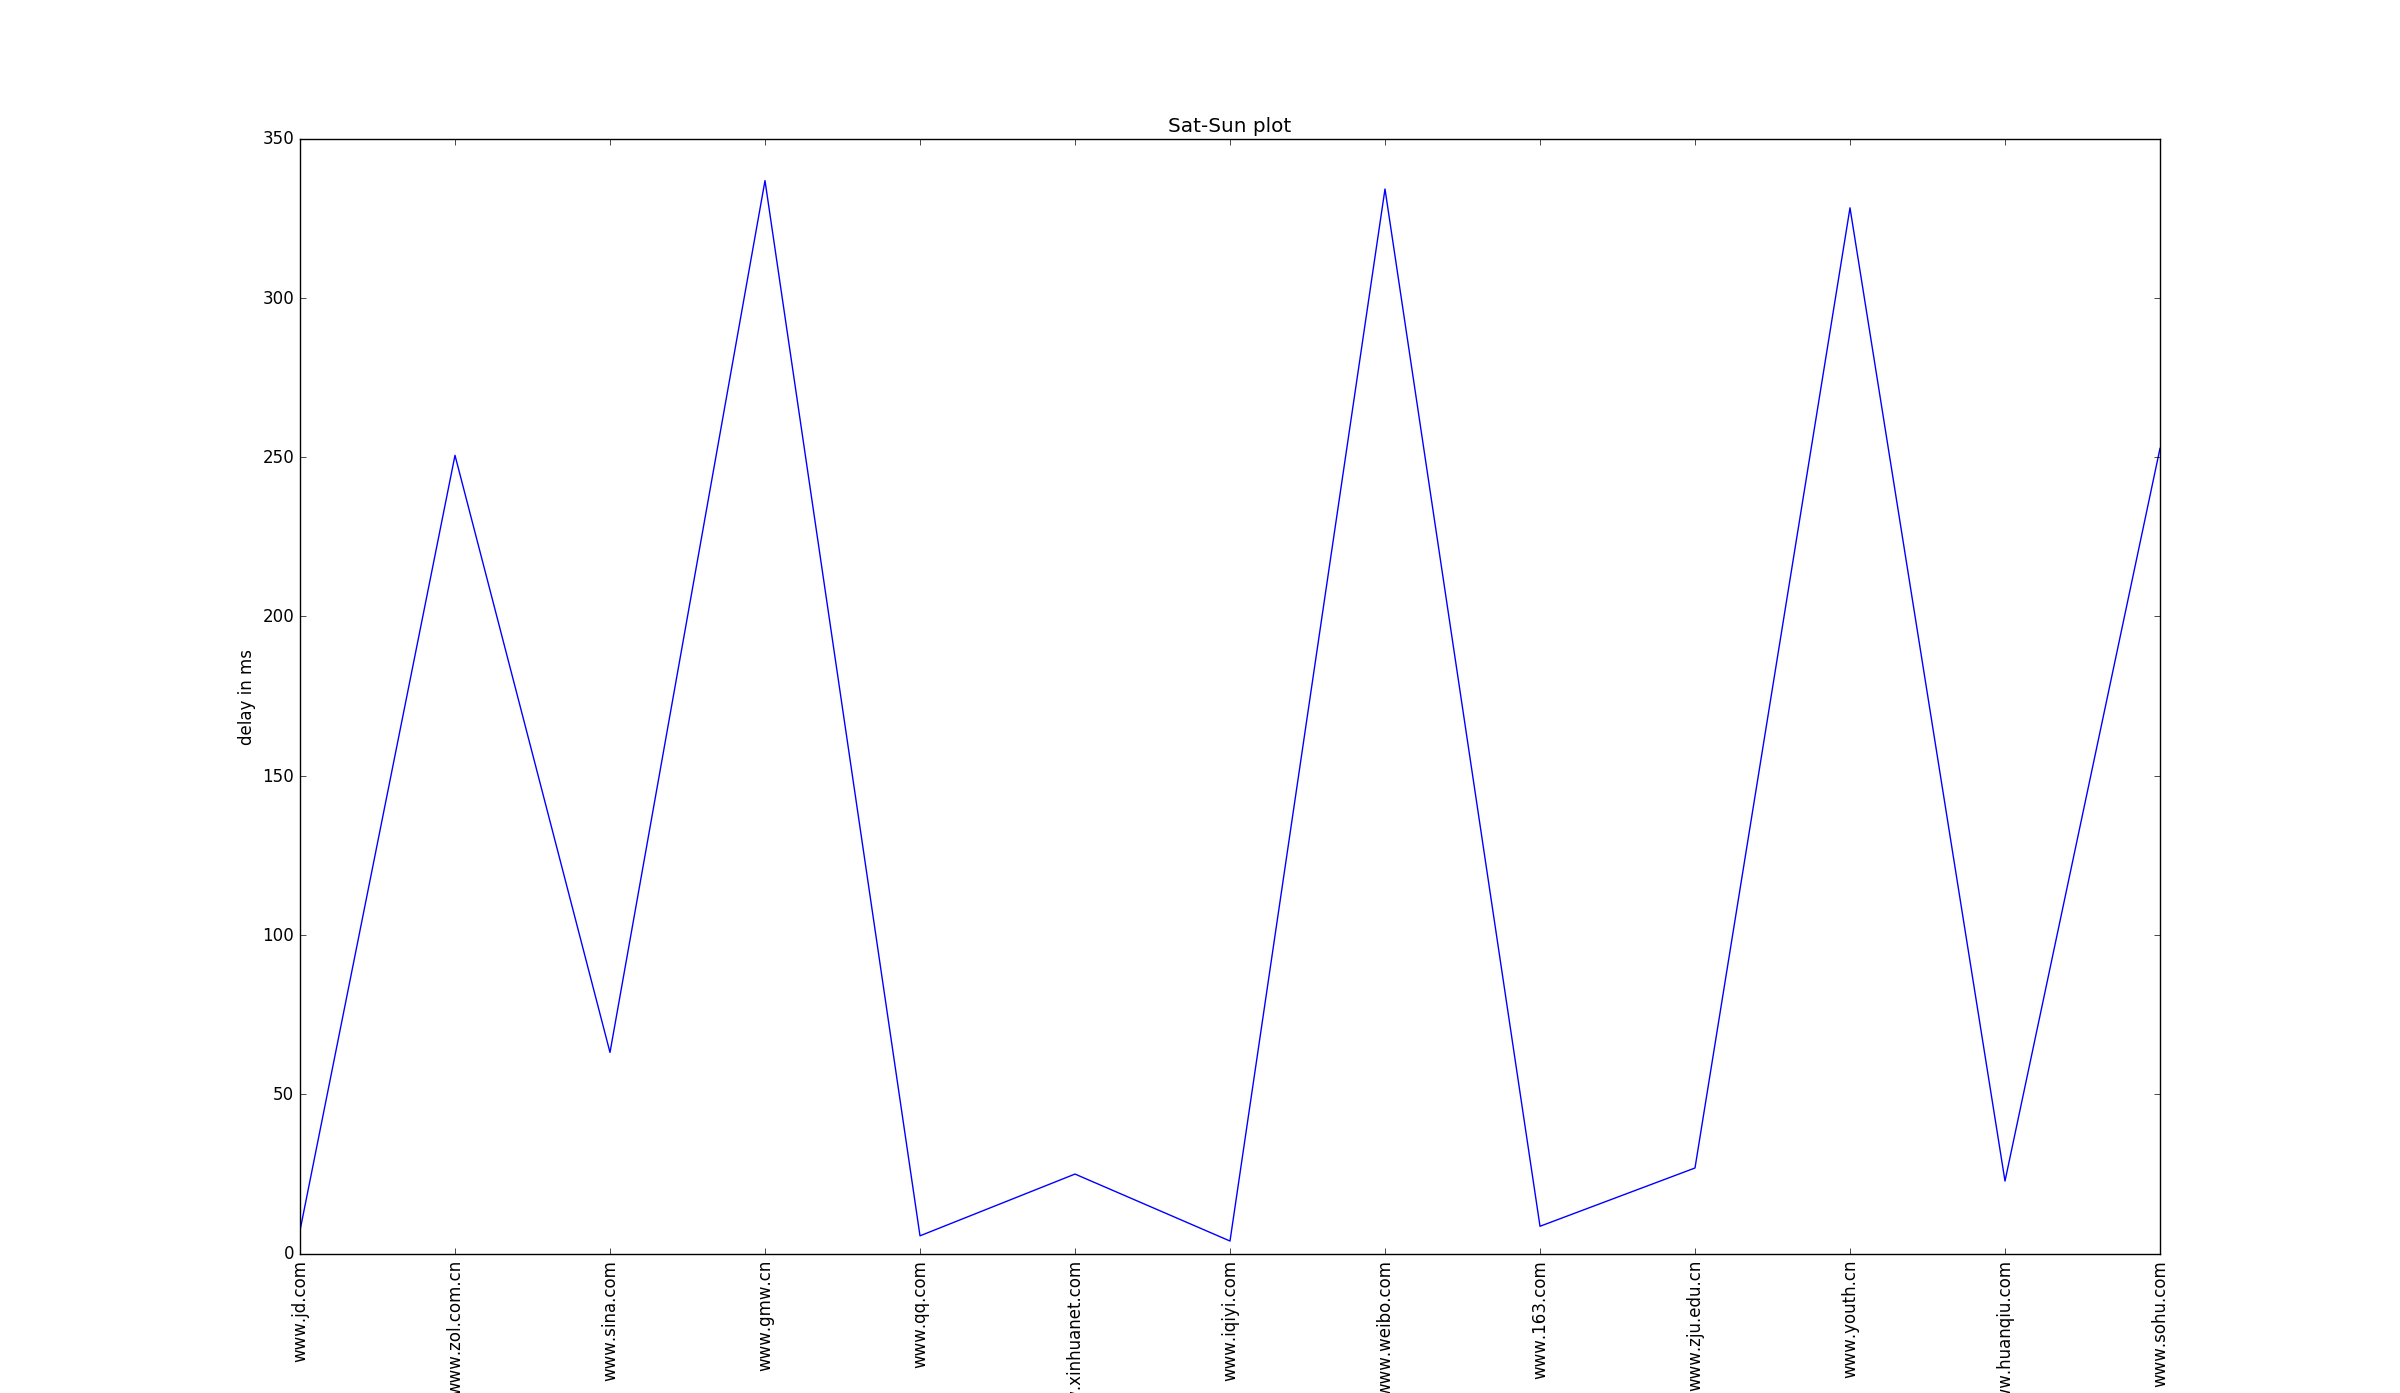 Sat-Sun plot
350
300
250
200
150
100
50
0
delay in ms
www.jd.com
www.zol.com.cn
www.sina.com
www.gmw.cn
www.qq.com
.xinhuanet.com
www.iqiyi.com
www.weibo.com
www.163.com
www.zju.edu.cn
www.youth.cn
ww.huanqiu.com
www.sohu.com